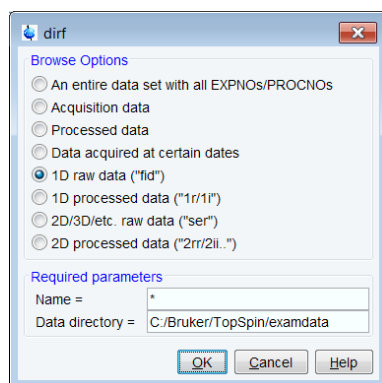 dirf
Browse Options
An entire data set with all EXPNOs/PROCNOs
Acquisition data
Processed data
Data acquired at certain dates
1D raw data ("fid")
1D processed data ("1r/1i")
2D/3D/etc. raw data ("ser")
2D processed data ("2rr/2ii..")
Required parameters
Name = *
Data directory = C:/Bruker/TopSpin/examdata
OK Cancel Help